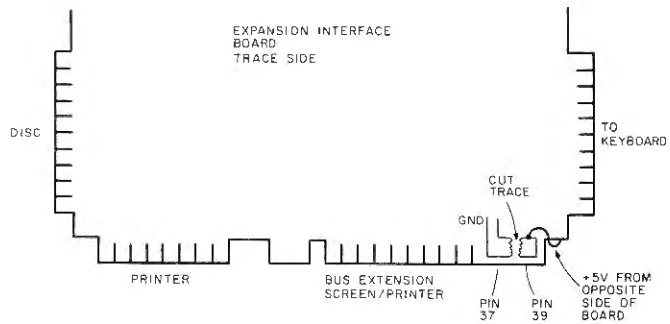 EXPANSION INTERFACE
BOARD
TRACE SIDE
DISC
TO
KEYBOARD
CUT
TRACE
GND
PRINTER
BUS EXTENSION
SCREEN/PRINTER
PIN
37
PIN
39
+5V FROM
OPPOSITE
SIDE OF
BOARD